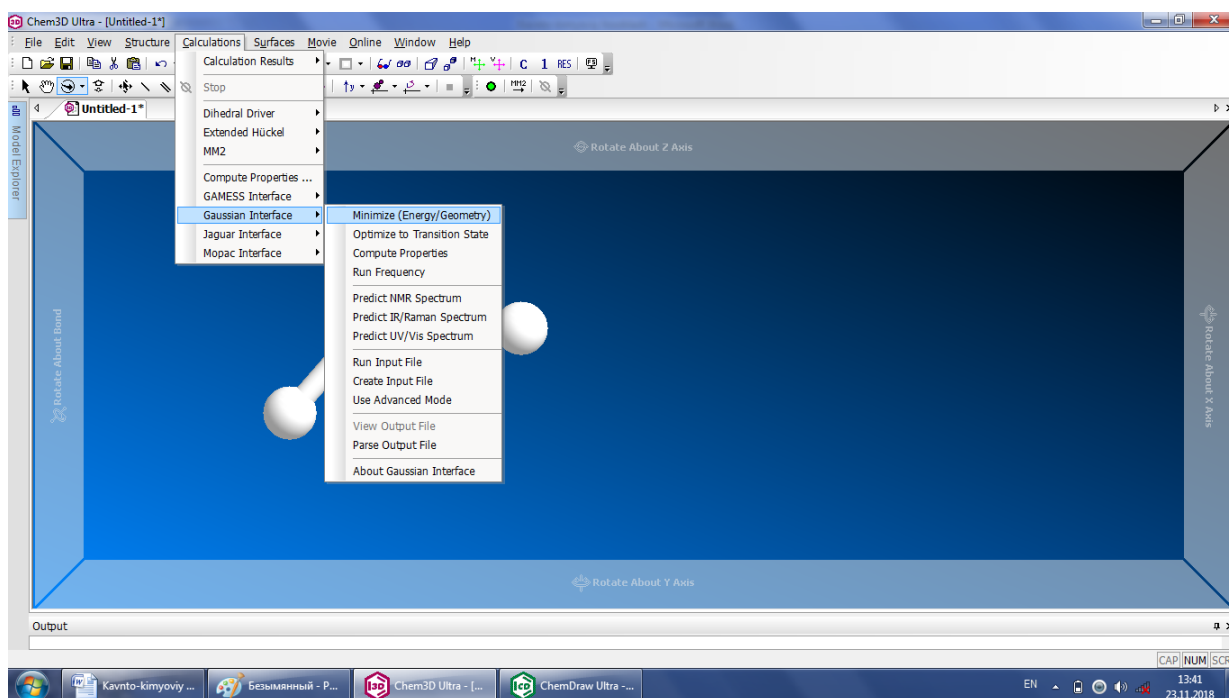 Chem3D Ultra - [Untitled-1*]
File Edit View Structure Calculations Surfaces Movie Online Window Help
C 1 RES
MM2
Untitled-1*
Model Explorer
Calculation Results
Stop
Dihedral Driver
Extended Hückel
MM2
Compute Properties ...
GAMESS Interface
Gaussian Interface
Jaguar Interface
Mopac Interface
Minimize (Energy/Geometry)
Optimize to Transition State
Compute Properties
Run Frequency
Predict NMR Spectrum
Predict IR/Raman Spectrum
Predict UV/Vis Spectrum
Run Input File
Create Input File
Use Advanced Mode
View Output File
Parse Output File
About Gaussian Interface
Rotate About Z Axis
Rotate About Bond
Rotate About X Axis
Rotate About Y Axis
Output
CAP NUM SCR
Kavnto-kimyoviy ...
Безымянный - P...
Chem3D Ultra - [...
ChemDraw Ultra -...
EN
13:41
23.11.2018